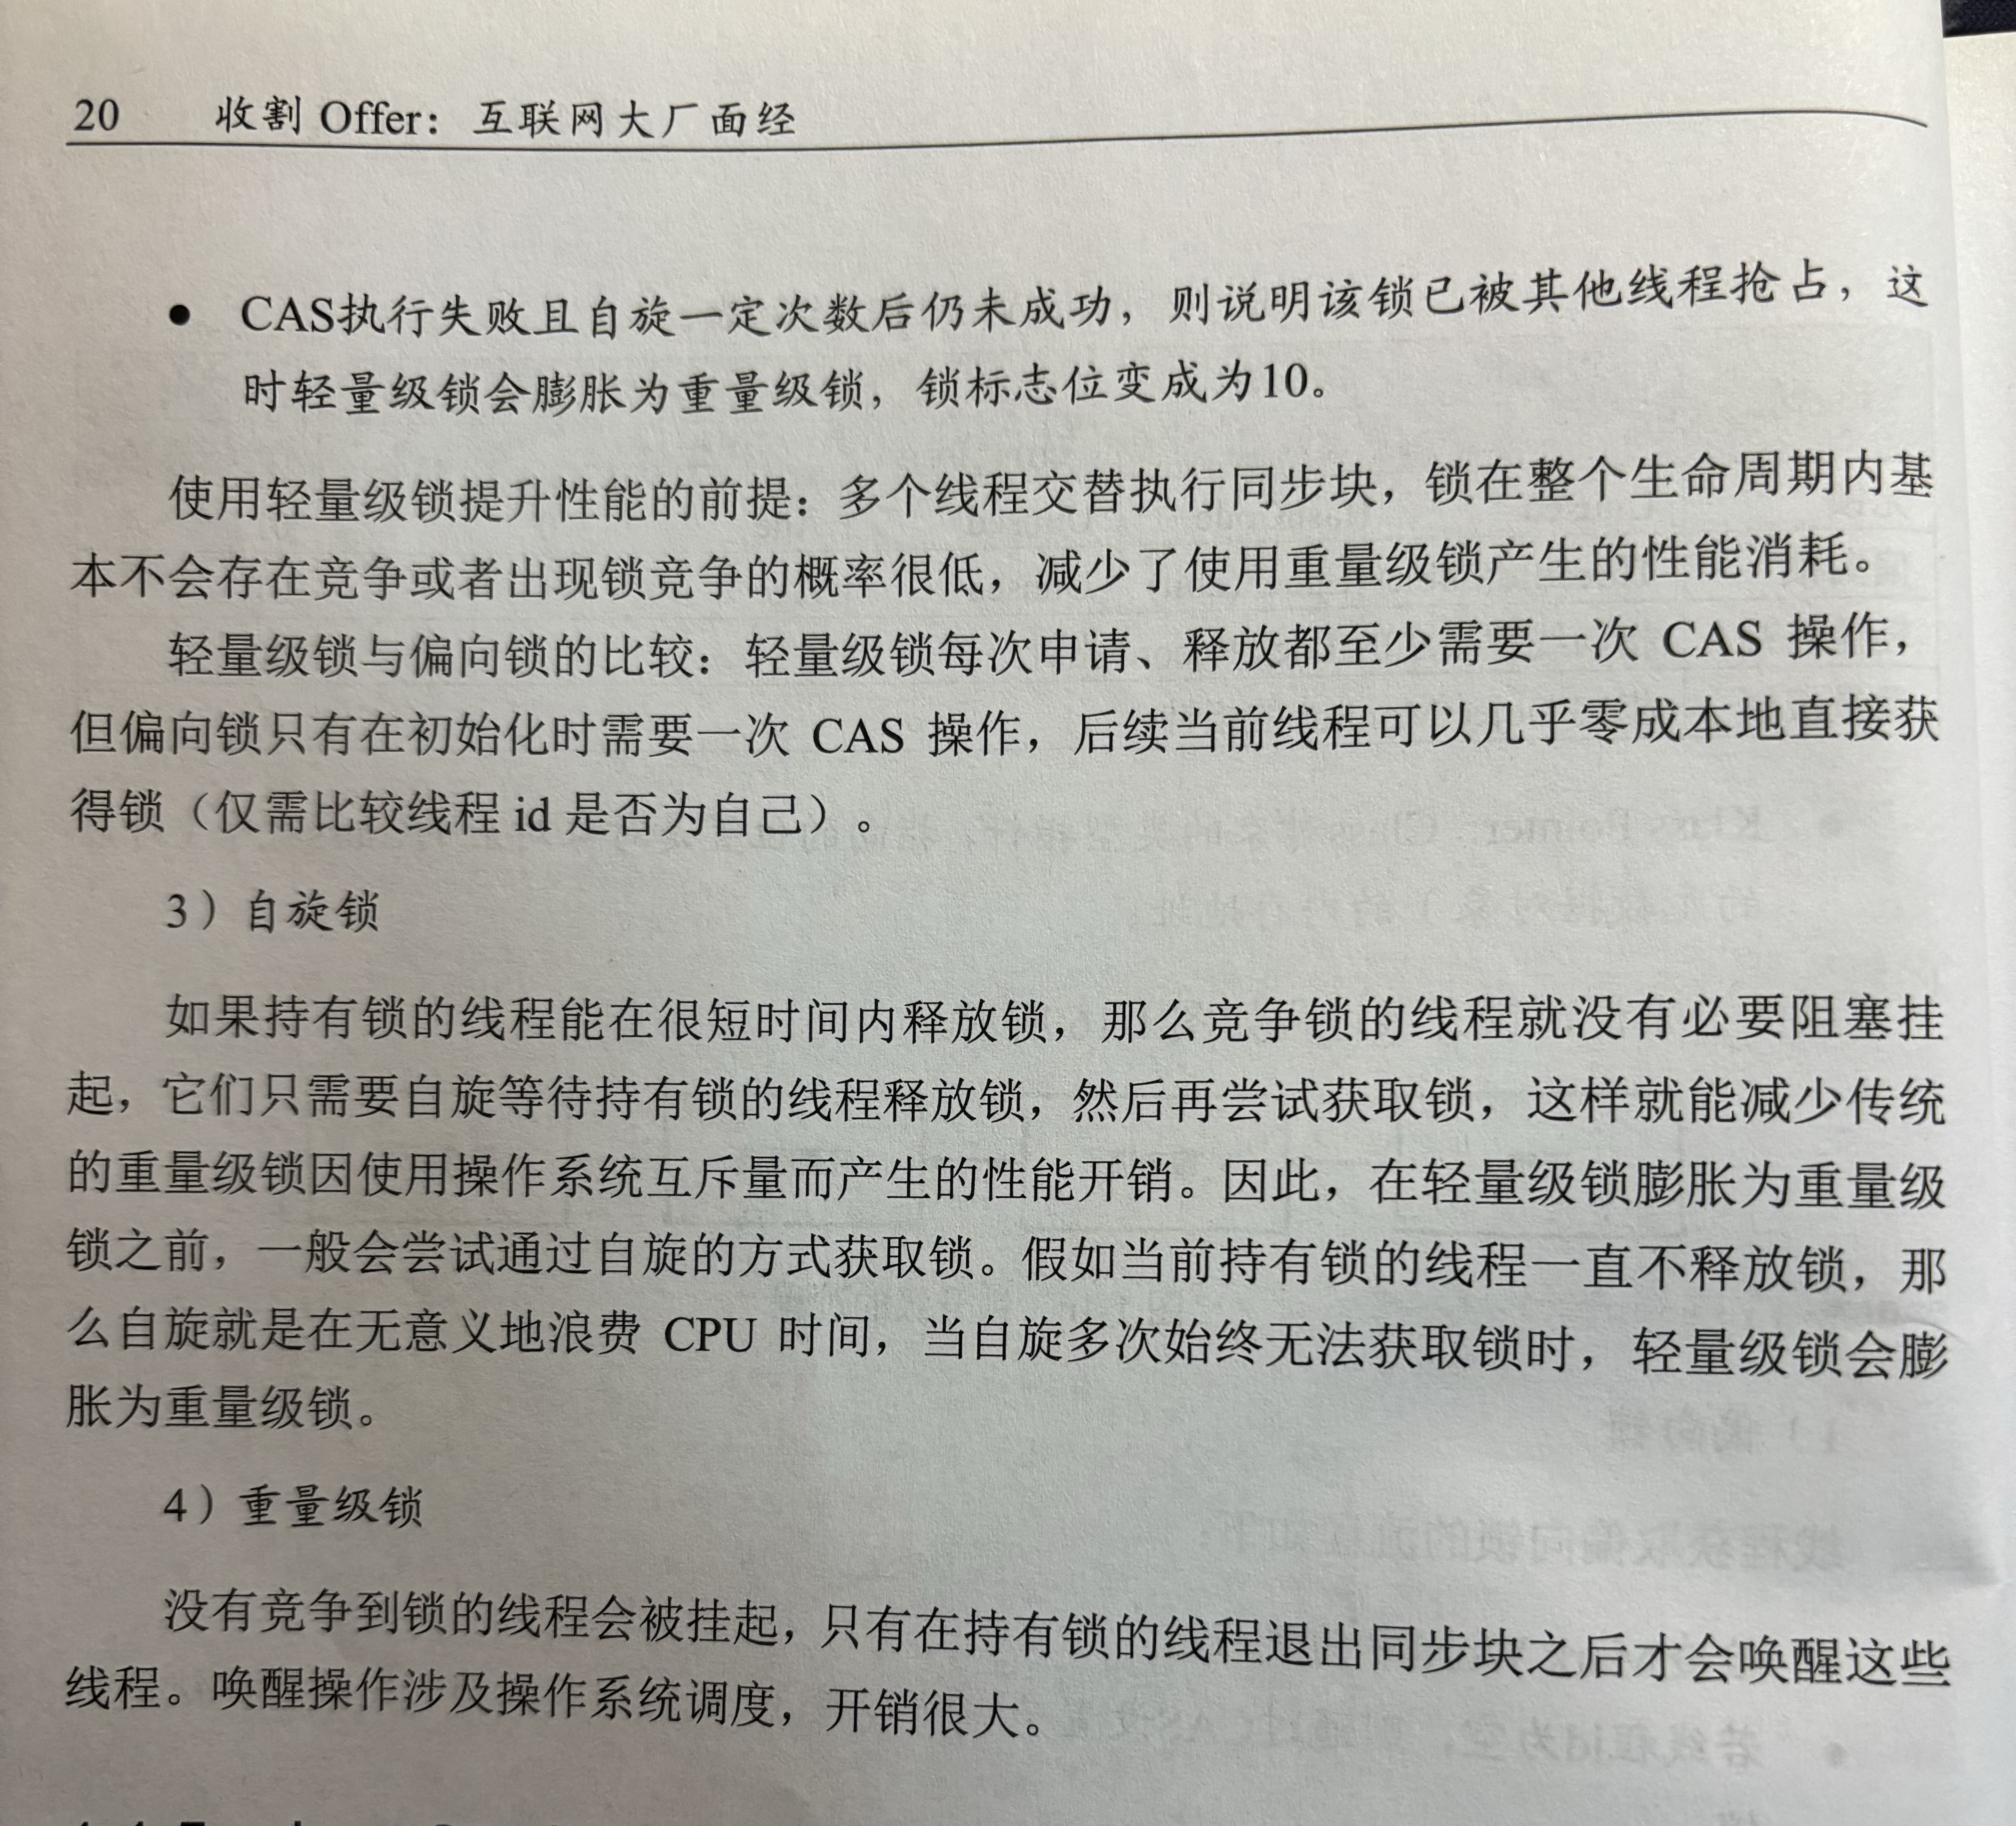 20 收割 Offer：互联网大厂面经
● CAS执行失败且自旋一定次数后仍未成功，则说明该锁已被其他线程抢占，这
时轻量级锁会膨胀为重量级锁，锁标志位变成为10。
使用轻量级锁提升性能的前提：多个线程交替执行同步块，锁在整个生命周期内基
本不会存在竞争或者出现锁竞争的概率很低，减少了使用重量级锁产生的性能消耗。
轻量级锁与偏向锁的比较：轻量级锁每次申请、释放都至少需要一次 CAS 操作，
但偏向锁只有在初始化时需要一次 CAS 操作，后续当前线程可以几乎零成本地直接获
得锁（仅需比较线程 id 是否为自己）。
3）自旋锁
如果持有锁的线程能在很短时间内释放锁，那么竞争锁的线程就没有必要阻塞挂
起，它们只需要自旋等待持有锁的线程释放锁，然后再尝试获取锁，这样就能减少传统
的重量级锁因使用操作系统互斥量而产生的性能开销。因此，在轻量级锁膨胀为重量级
锁之前，一般会尝试通过自旋的方式获取锁。假如当前持有锁的线程一直不释放锁，那
么自旋就是在无意义地浪费 CPU 时间，当自旋多次始终无法获取锁时，轻量级锁会膨
胀为重量级锁。
4）重量级锁
没有竞争到锁的线程会被挂起，只有在持有锁的线程退出同步块之后才会唤醒这些
线程。唤醒操作涉及操作系统调度，开销很大。